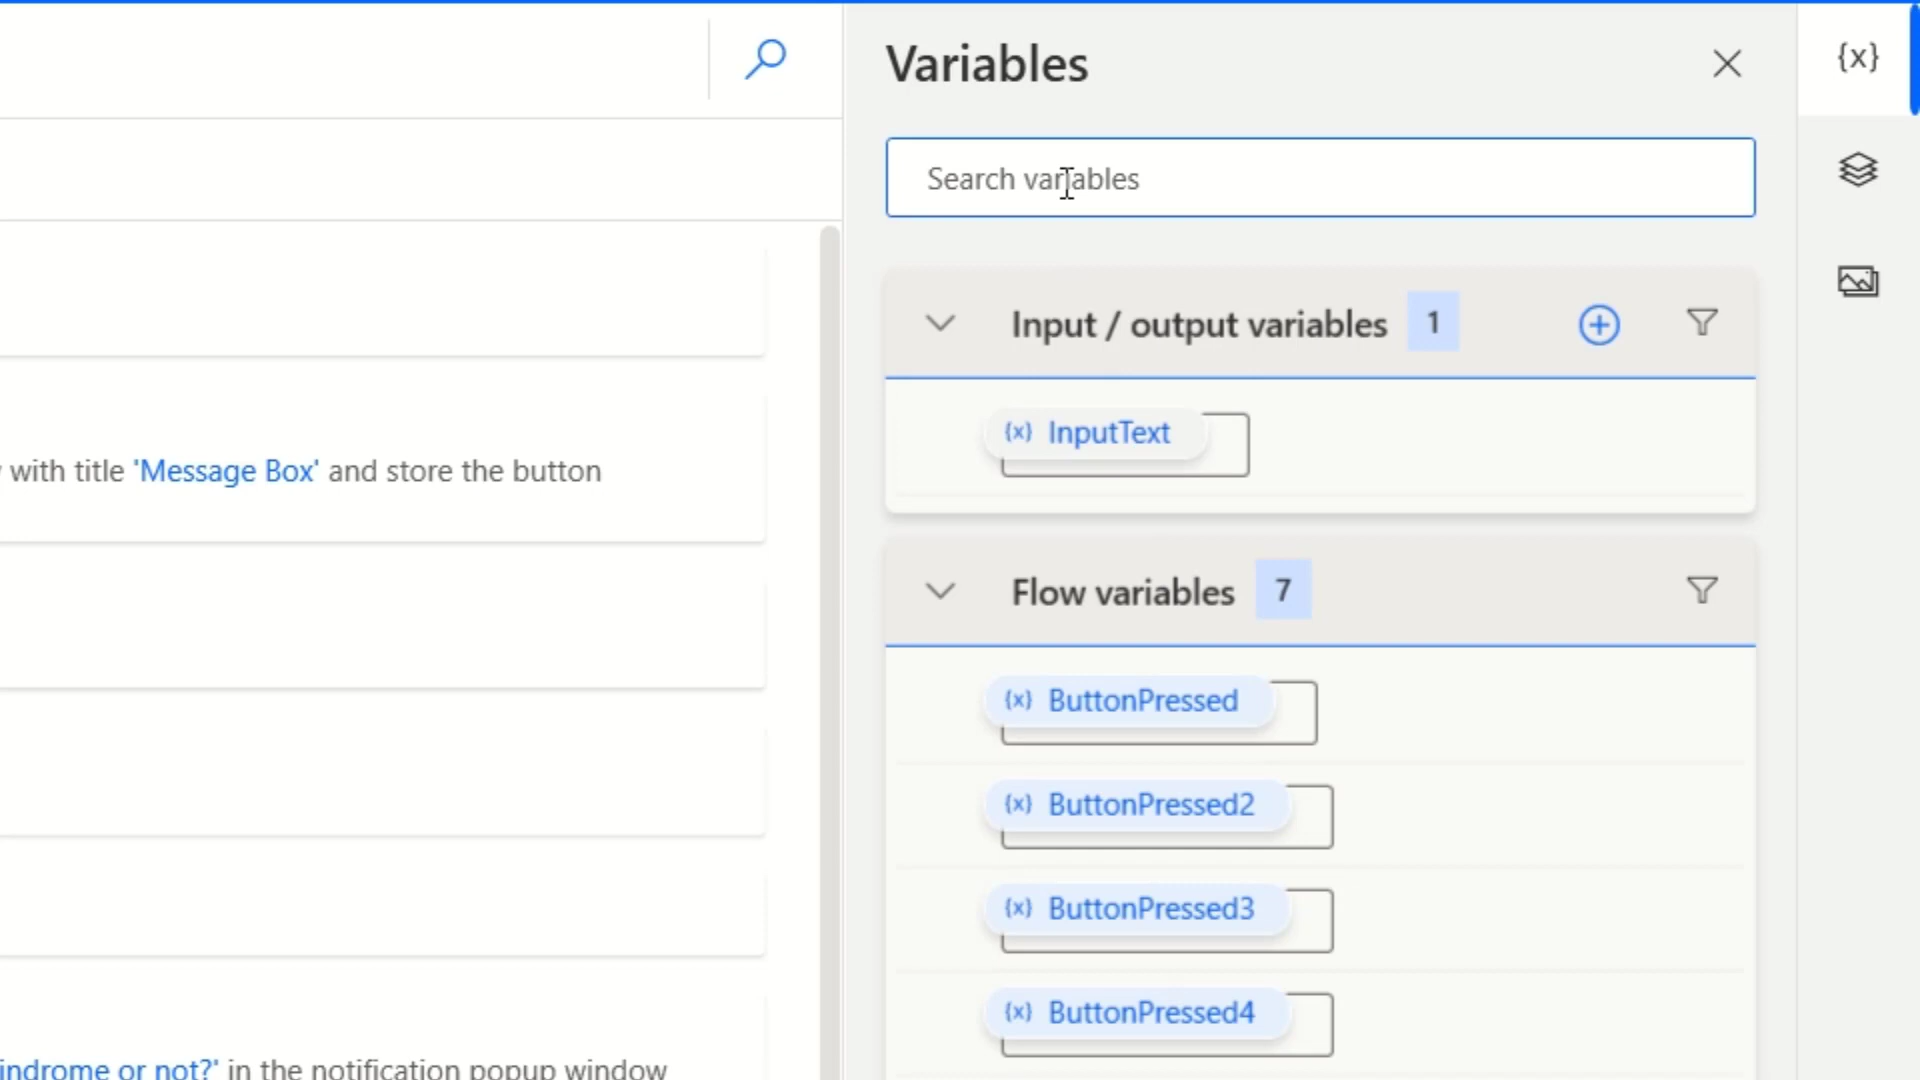 Variables
{x}
Search variables
Input / output variables 1
{x} InputText
with title 'Message Box' and store the button
Flow variables 7
{x} ButtonPressed
{x} ButtonPressed2
{x} ButtonPressed3
{x} ButtonPressed4
indrome or not?' in the notification popup window